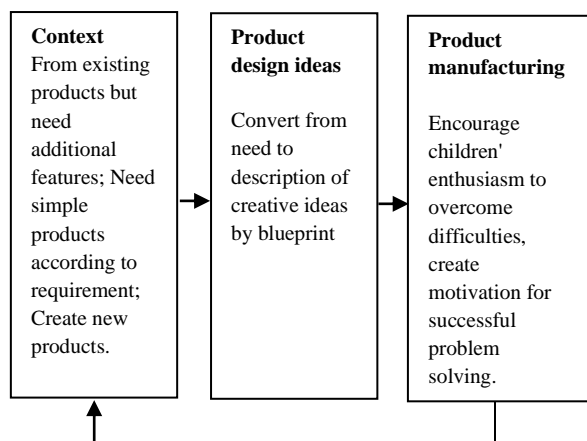 Context
From existing
products but
need
additional
features; Need
simple
products
according to
requirement;
Create new
products.
Product
design ideas
Convert from
need to
description of
creative ideas
by blueprint
Product
manufacturing
Encourage
children'
enthusiasm to
overcome
difficulties,
create
motivation for
successful
problem
solving.